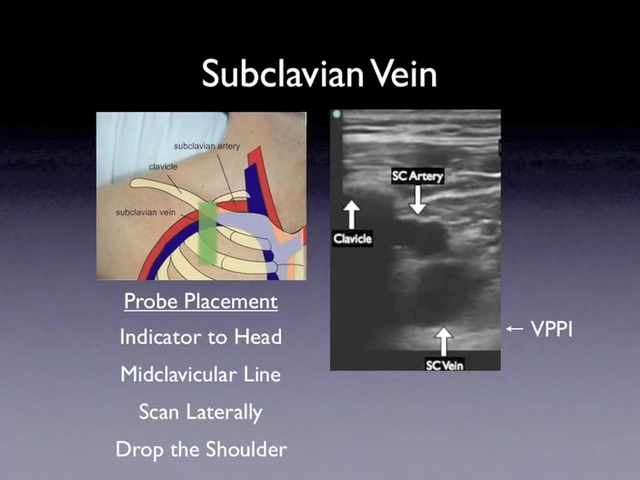 Subclavian Vein
subclavian artery
clavicle
subclavian vein
SC Artery
Clavicle
SC Vein
← VPPI
Probe Placement
Indicator to Head
Midclavicular Line
Scan Laterally
Drop the Shoulder